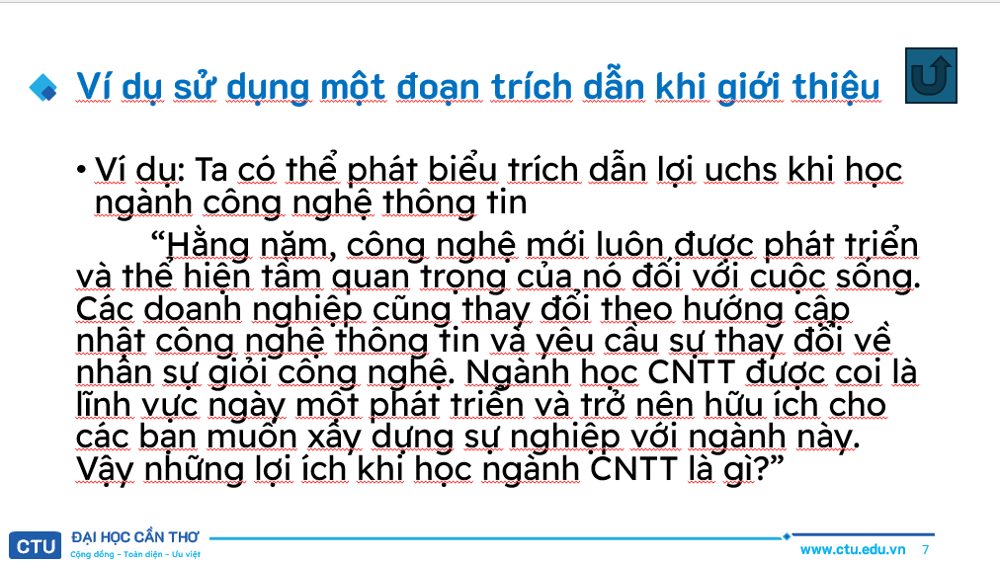 Ví dụ sử dụng một đoạn trích dẫn khi giới thiệu
• Ví dụ: Ta có thể phát biểu trích dẫn lợi uchs khi học
ngành công nghệ thông tin
“Hằng nặm, công nghệ mới luôn được phát triển
và thể hiện tầm quan trọng của nó đối với cuộc sống.
Các doanh nghiệp cũng thay đổi theo hướng cập
nhật công nghệ thông tin và yêu cầu sự thay đổi về
nhân sự giỏi công nghệ. Ngành học CNTT được coi là
lĩnh vực ngày một phát triển và trở nên hữu ích cho
các bạn muốn xây dựng sự nghiệp với ngành này.
Vậy những lợi ích khi học ngành CNTT là gì?”
CTU
ĐẠI HỌC CẦN THƠ
Cộng đồng – Toàn diện – Ưu việt
www.ctu.edu.vn 7